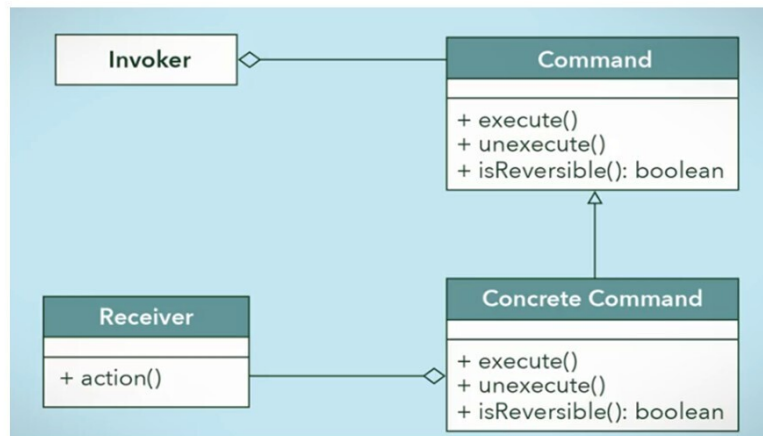 Invoker
Command
+ execute()
+ unexecute()
+ isReversible(): boolean
Receiver
+ action()
Concrete Command
+ execute()
+ unexecute()
+ isReversible(): boolean